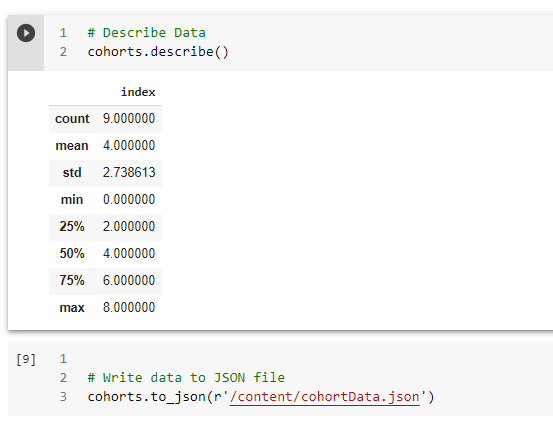 1 # Describe Data
2 cohorts.describe()
index
count 9.000000
mean 4.000000
std 2.738613
min 0.000000
25% 2.000000
50% 4.000000
75% 6.000000
max 8.000000
[9] 1
2 # Write data to JSON file
3 cohorts.to_json(r'/content/cohortData.json')